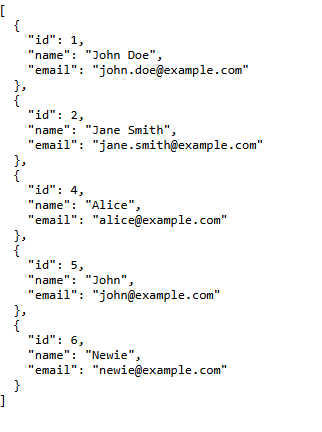 [
  {
    "id": 1,
    "name": "John Doe",
    "email": "john.doe@example.com"
  },
  {
    "id": 2,
    "name": "Jane Smith",
    "email": "jane.smith@example.com"
  },
  {
    "id": 4,
    "name": "Alice",
    "email": "alice@example.com"
  },
  {
    "id": 5,
    "name": "John",
    "email": "john@example.com"
  },
  {
    "id": 6,
    "name": "Newie",
    "email": "newie@example.com"
  }
]